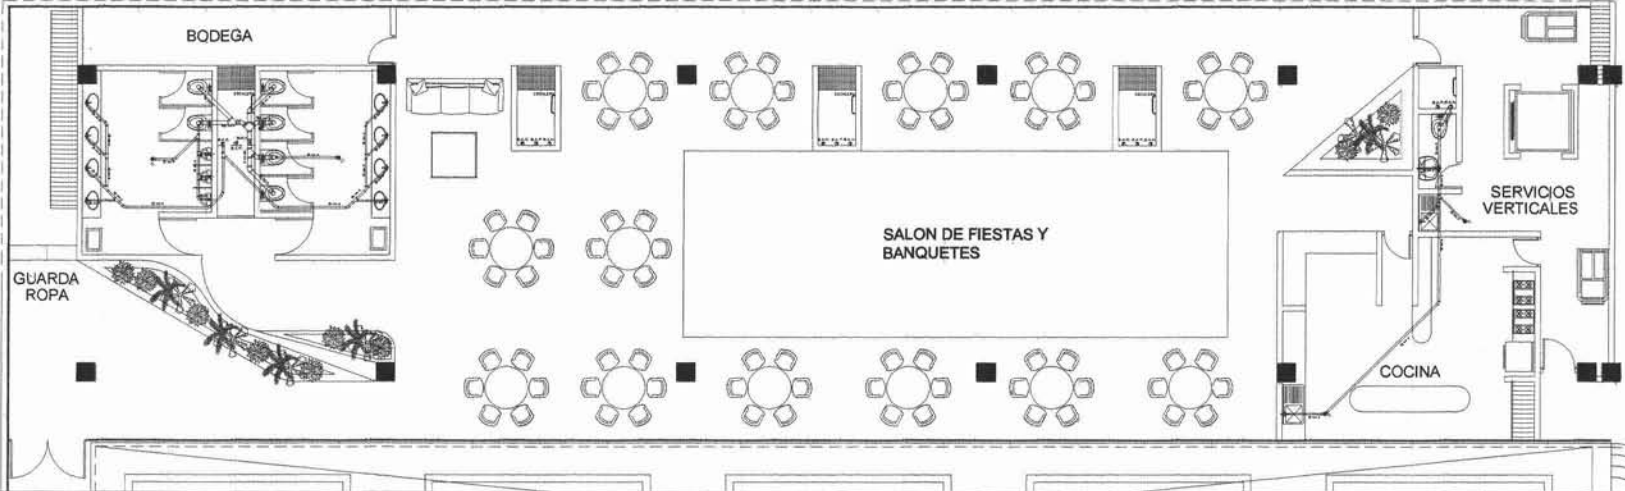 BODEGA
SERVICIOS
VERTICALES
SALON DE FIESTAS Y
BANQUETES
GUARDA
ROPA
COCINA